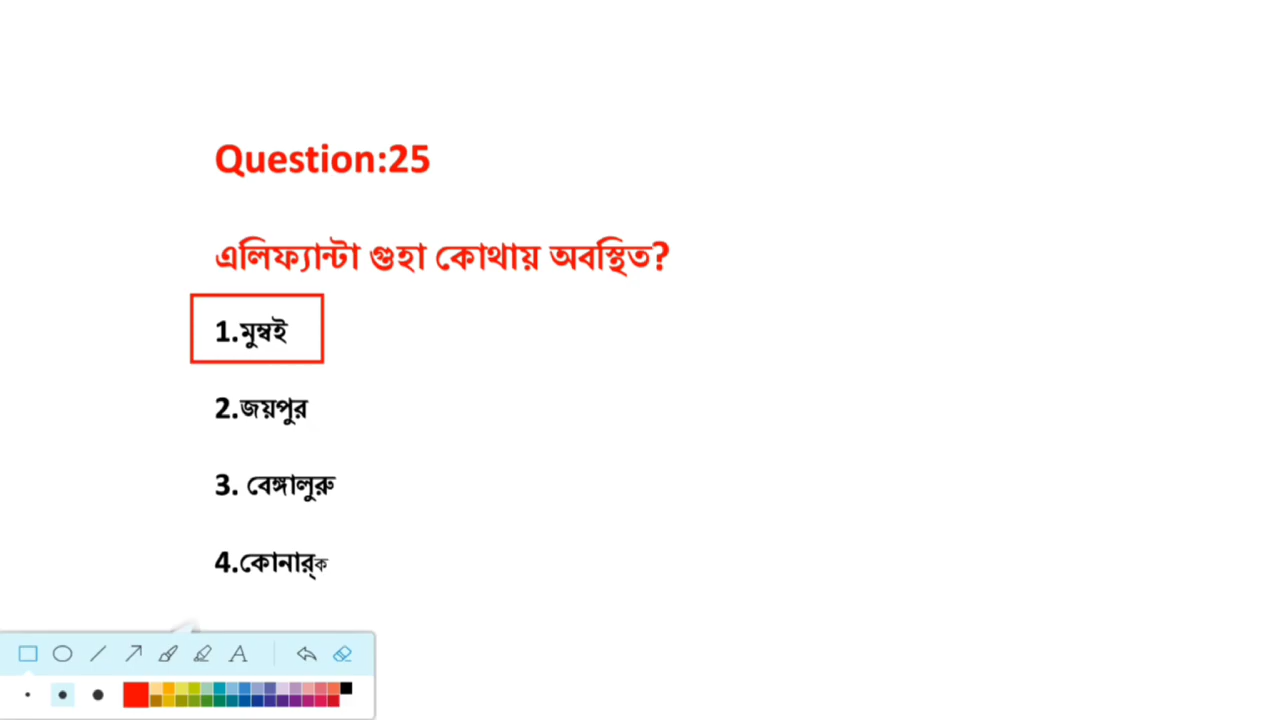 Question:25
এলিফ্যান্টা গুহা কোথায় অবস্থিত?
1.মুম্বই
2.জয়পুর
3. বেঙ্গালুরু
4.কোনার্ক
A